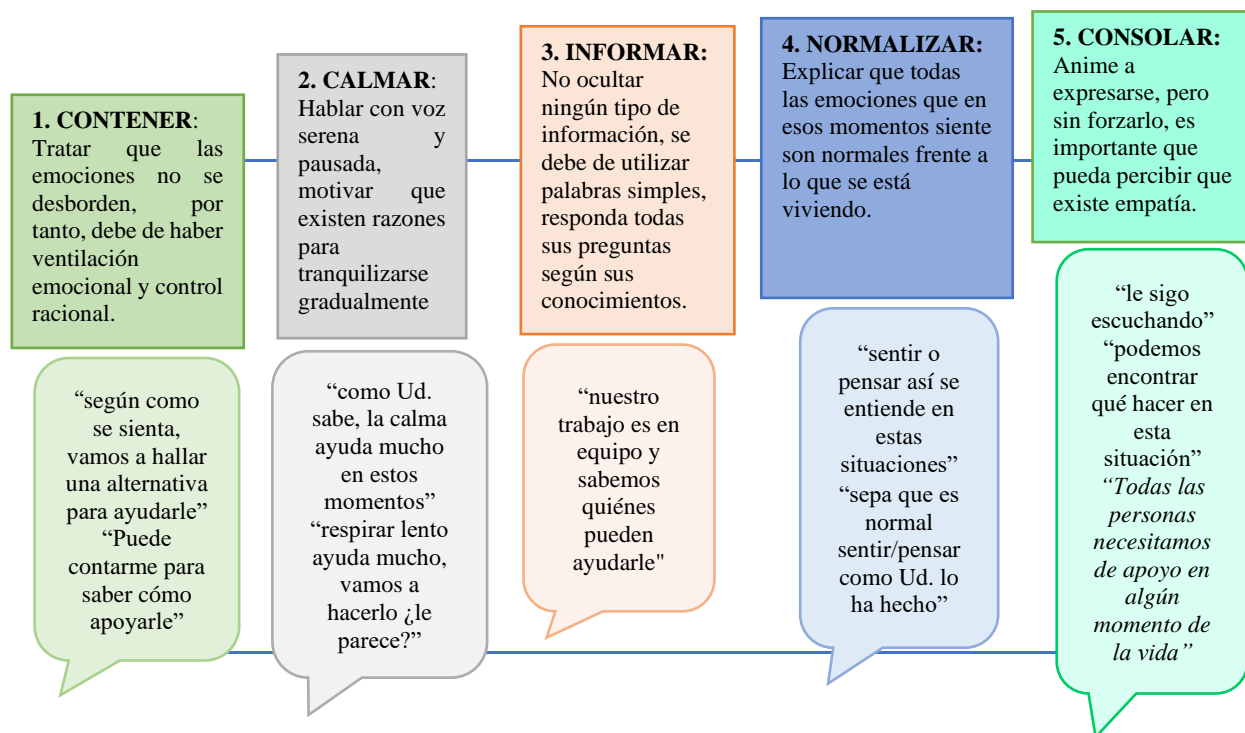 1. CONTENER:
Tratar que las
emociones no se
desborden, por
tanto, debe de haber
ventilación
emocional y control
racional.
2. CALMAR:
Hablar con voz
serena y
pausada,
motivar que
existen razones
para
tranquilizarse
gradualmente
3. INFORMAR:
No ocultar
ningún tipo de
información, se
debe de utilizar
palabras simples,
responda todas
sus preguntas
según sus
conocimientos.
4. NORMALIZAR:
Explicar que todas
las emociones que en
esos momentos siente
son normales frente a
lo que se está
viviendo.
5. CONSOLAR:
Anime a
expresarse, pero
sin forzarlo, es
importante que
pueda percibir que
existe empatía.
“según como
se sienta,
vamos a hallar
una alternativa
para ayudarle”
“Puede
contarme para
saber cómo
apoyarle”
“como Ud.
sabe, la calma
ayuda mucho
en estos
momentos”
“respirar lento
ayuda mucho,
vamos a
hacerlo ¿le
parece?”
“nuestro
trabajo es en
equipo y
sabemos
quiénes
pueden
ayudarle"
“sentir o
pensar así se
entiende en
estas
situaciones”
“sepa que es
normal
sentir/pensar
como Ud. lo
ha hecho”
“le sigo
escuchando”
“podemos
encontrar
qué hacer en
esta
situación”
“Todas las
personas
necesitamos
de apoyo en
algún
momento de
la vida”